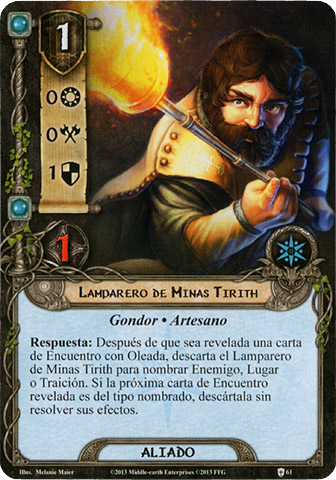 1
0
0
1
1
Lamparero de Minas Tirith
Gondor • Artesano
Respuesta: Después de que sea revelada una carta
de Encuentro con Oleada, descarta el Lamparero
de Minas Tirith para nombrar Enemigo, Lugar
o Traición. Si la próxima carta de Encuentro
revelada es del tipo nombrado, descártala sin
resolver sus efectos.
ALIADO
Illus. Melanie Maier
©2013 Middle-earth Enterprises ©2013 FFG
61